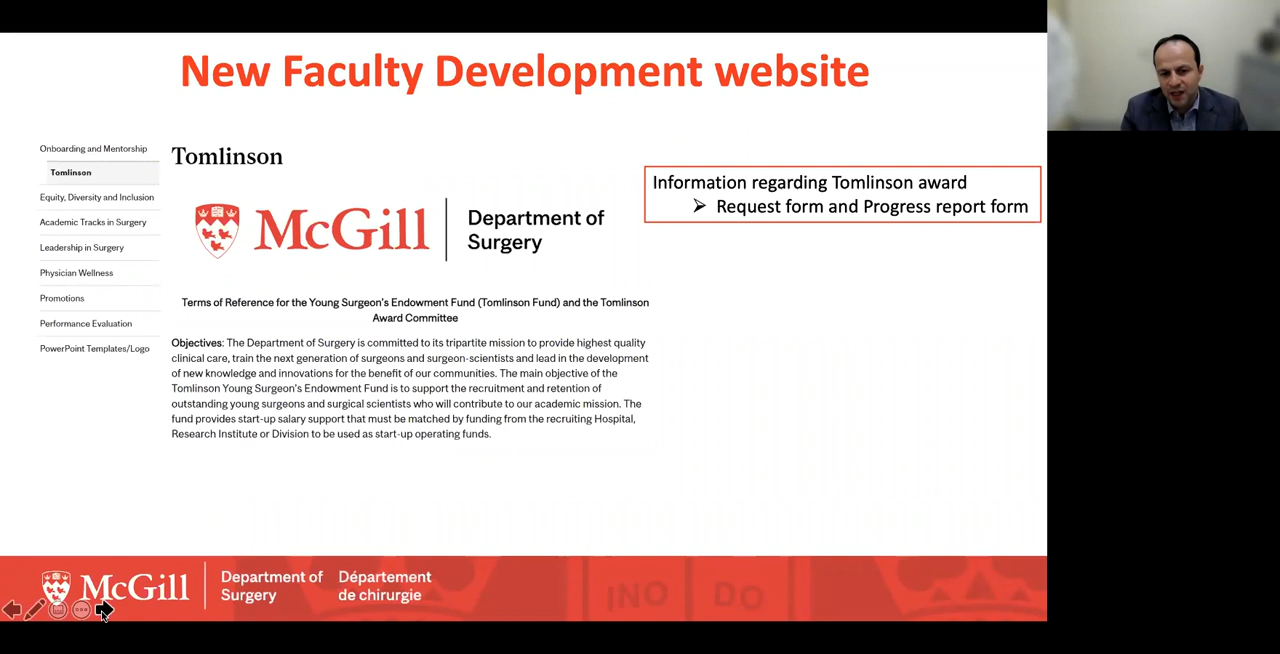 New Faculty Development website
Onboarding and Mentorship
Tomlinson
Equity, Diversity and Inclusion
Academic Tracks in Surgery
Leadership in Surgery
Physician Wellness
Promotions
Performance Evaluation
PowerPoint Templates/Logo
Tomlinson
McGill
Department of
Surgery
Terms of Reference for the Young Surgeon's Endowment Fund (Tomlinson Fund) and the Tomlinson
Award Committee
Objectives: The Department of Surgery is committed to its tripartite mission to provide highest quality
clinical care, train the next generation of surgeons and surgeon-scientists and lead in the development
of new knowledge and innovations for the benefit of our communities. The main objective of the
Tomlinson Young Surgeon's Endowment Fund is to support the recruitment and retention of
outstanding young surgeons and surgical scientists who will contribute to our academic mission. The
fund provides start-up salary support that must be matched by funding from the recruiting Hospital,
Research Institute or Division to be used as start-up operating funds.
Information regarding Tomlinson award
➢ Request form and Progress report form
McGill
Department of
Surgery
Département
de chirurgie
INO DO